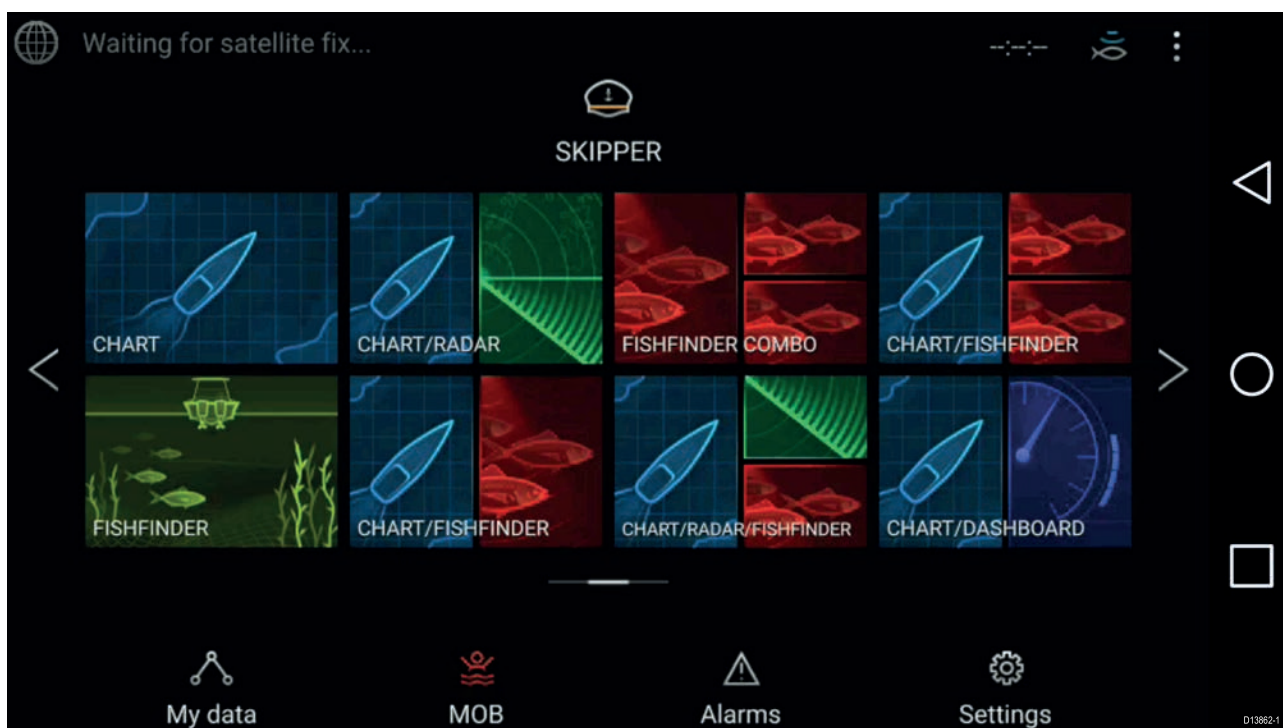 Waiting for satellite fix...
--:--:--
SKIPPER
CHART
CHART/RADAR
FISHFINDER COMBO
CHART/FISHFINDER
FISHFINDER
CHART/FISHFINDER
CHART/RADAR/FISHFINDER
CHART/DASHBOARD
My data
MOB
Alarms
Settings
D13862-1